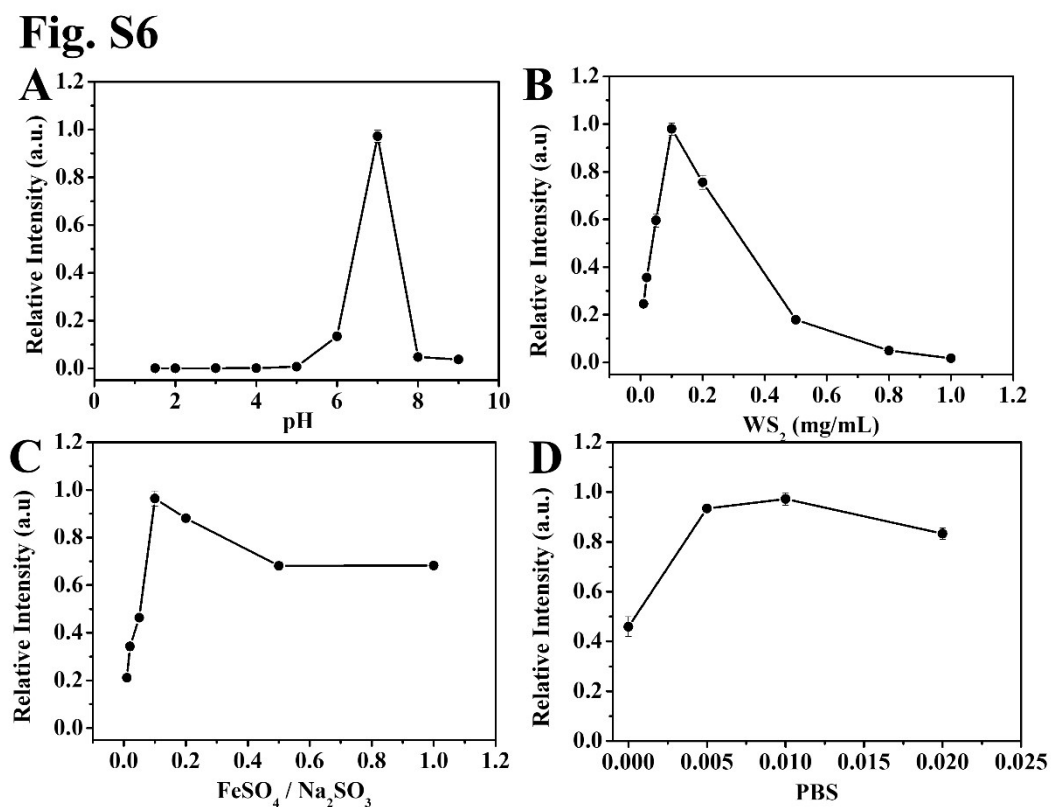 Fig. S6
A
Relative Intensity (a.u.)
1.2
1.0
0.8
0.6
0.4
0.2
0.0
0 2 4 6 8 10
pH
B
Relative Intensity (a.u)
1.2
1.0
0.8
0.6
0.4
0.2
0.0
0.0 0.2 0.4 0.6 0.8 1.0 1.2
WS₂ (mg/mL)
C
Relative Intensity (a.u)
1.2
1.0
0.8
0.6
0.4
0.2
0.0
0.0 0.2 0.4 0.6 0.8 1.0 1.2
FeSO₄ / Na₂SO₃
D
Relative Intensity (a.u.)
1.2
1.0
0.8
0.6
0.4
0.2
0.0
0.000 0.005 0.010 0.015 0.020 0.025
PBS